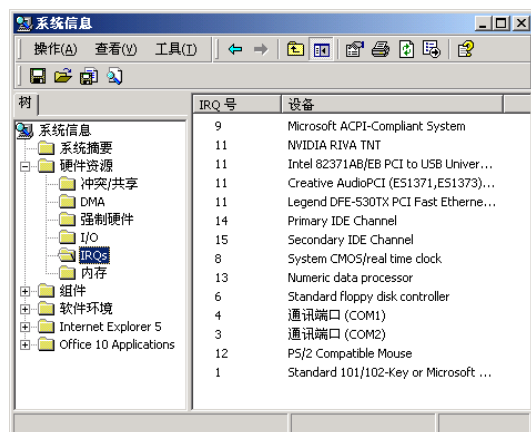 系统信息
操作(A) 查看(V) 工具(T)
树
系统信息
系统摘要
硬件资源
冲突/共享
DMA
强制硬件
I/O
IRQs
内存
组件
软件环境
Internet Explorer 5
Office 10 Applications
IRQ 号 设备
9 Microsoft ACPI-Compliant System
11 NVIDIA RIVA TNT
11 Intel 82371AB/EB PCI to USB Univer...
11 Creative AudioPCI (ES1371,ES1373)...
11 Legend DFE-530TX PCI Fast Etherne...
14 Primary IDE Channel
15 Secondary IDE Channel
8 System CMOS/real time clock
13 Numeric data processor
6 Standard floppy disk controller
4 通讯端口 (COM1)
3 通讯端口 (COM2)
12 PS/2 Compatible Mouse
1 Standard 101/102-Key or Microsoft ...